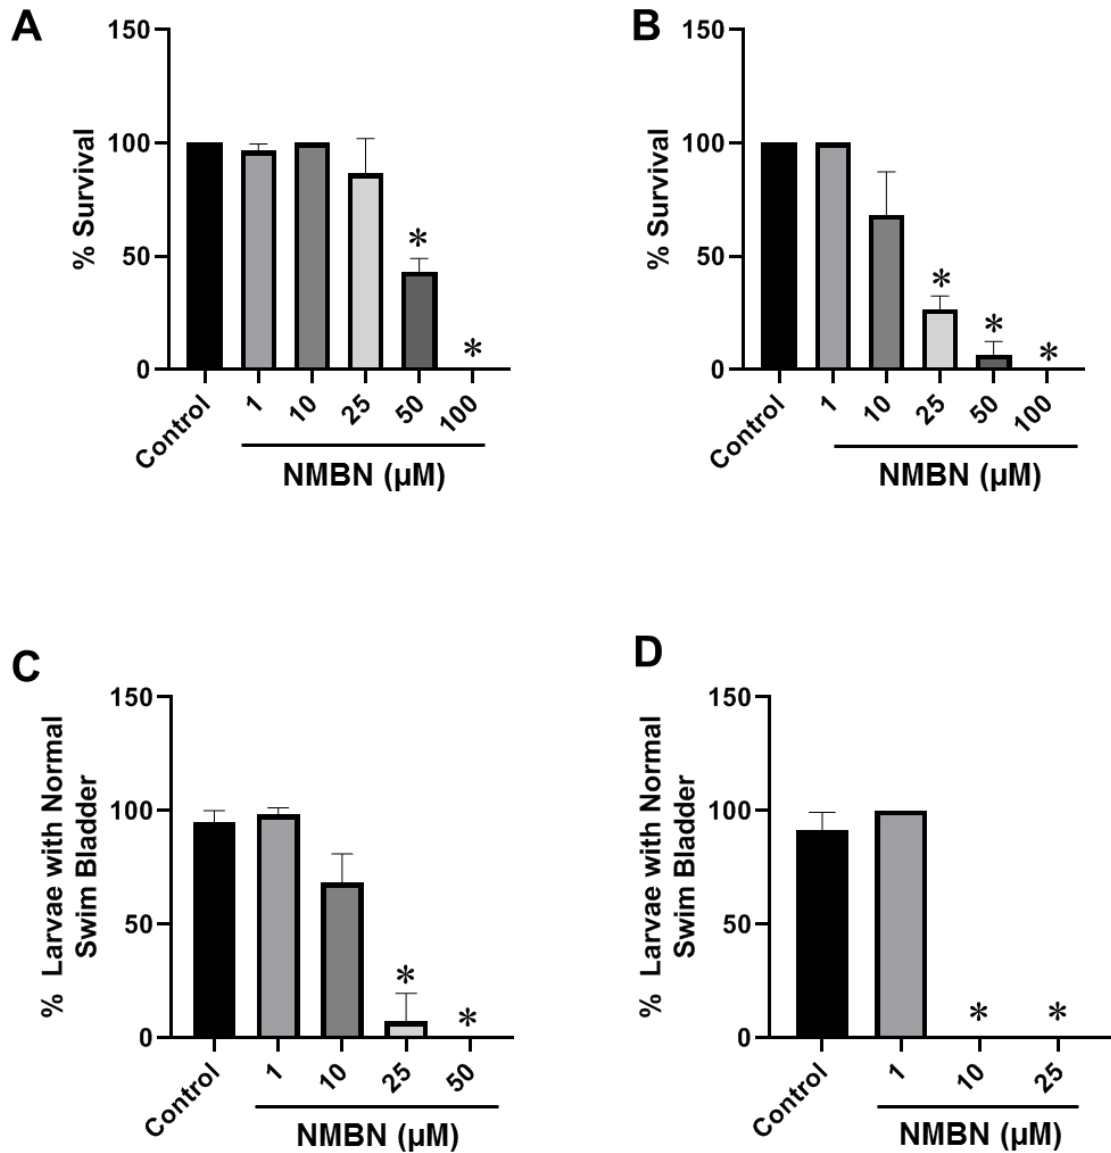 A
% Survival
150
100
50
0
Control
1
10
25
50
100
*
*
NMBN (µM)
B
% Survival
150
100
50
0
Control
1
10
25
50
100
*
*
*
NMBN (µM)
C
% Larvae with Normal
Swim Bladder
150
100
50
0
Control
1
10
25
50
*
*
NMBN (µM)
D
% Larvae with Normal
Swim Bladder
150
100
50
0
Control
1
10
25
*
*
NMBN (µM)